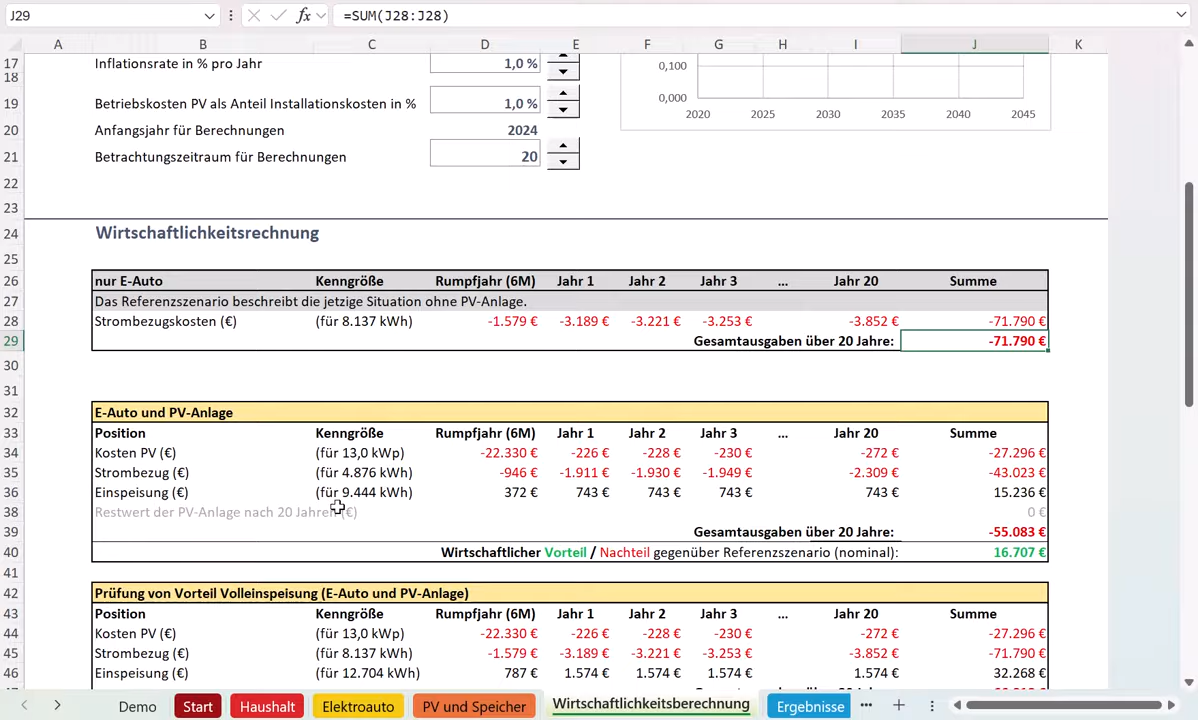 J29 fx =SUM(J28:J28)
A B C D E F G H I J K
17 Inflationsrate in % pro Jahr 1,0 % 0,100
18
19 Betriebskosten PV als Anteil Installationskosten in % 1,0 % 0,000
2020 2025 2030 2035 2040 2045
20 Anfangsjahr für Berechnungen 2024
21 Betrachtungszeitraum für Berechnungen 20
22
23
24 Wirtschaftlichkeitsrechnung
25
26 nur E-Auto Kenngröße Rumpfjahr (6M) Jahr 1 Jahr 2 Jahr 3 ... Jahr 20 Summe
27 Das Referenzszenario beschreibt die jetzige Situation ohne PV-Anlage.
28 Strombezugskosten (€) (für 8.137 kWh) -1.579 € -3.189 € -3.221 € -3.253 € -3.852 € -71.790 €
29 Gesamtausgaben über 20 Jahre: -71.790 €
30
31
32 E-Auto und PV-Anlage
33 Position Kenngröße Rumpfjahr (6M) Jahr 1 Jahr 2 Jahr 3 ... Jahr 20 Summe
34 Kosten PV (€) (für 13,0 kWp) -22.330 € -226 € -228 € -230 € -272 € -27.296 €
35 Strombezug (€) (für 4.876 kWh) -946 € -1.911 € -1.930 € -1.949 € -2.309 € -43.023 €
36 Einspeisung (€) (für 9.444 kWh) 372 € 743 € 743 € 743 € 743 € 15.236 €
38 Restwert der PV-Anlage nach 20 Jahren (€) 0 €
39 Gesamtausgaben über 20 Jahre: -55.083 €
40 Wirtschaftlicher Vorteil / Nachteil gegenüber Referenzszenario (nominal): 16.707 €
41
42 Prüfung von Vorteil Volleinspeisung (E-Auto und PV-Anlage)
43 Position Kenngröße Rumpfjahr (6M) Jahr 1 Jahr 2 Jahr 3 ... Jahr 20 Summe
44 Kosten PV (€) (für 13,0 kWp) -22.330 € -226 € -228 € -230 € -272 € -27.296 €
45 Strombezug (€) (für 8.137 kWh) -1.579 € -3.189 € -3.221 € -3.253 € -3.852 € -71.790 €
46 Einspeisung (€) (für 12.704 kWh) 787 € 1.574 € 1.574 € 1.574 € 1.574 € 32.268 €
Demo Start Haushalt Elektroauto PV und Speicher Wirtschaftlichkeitsberechnung Ergebnisse